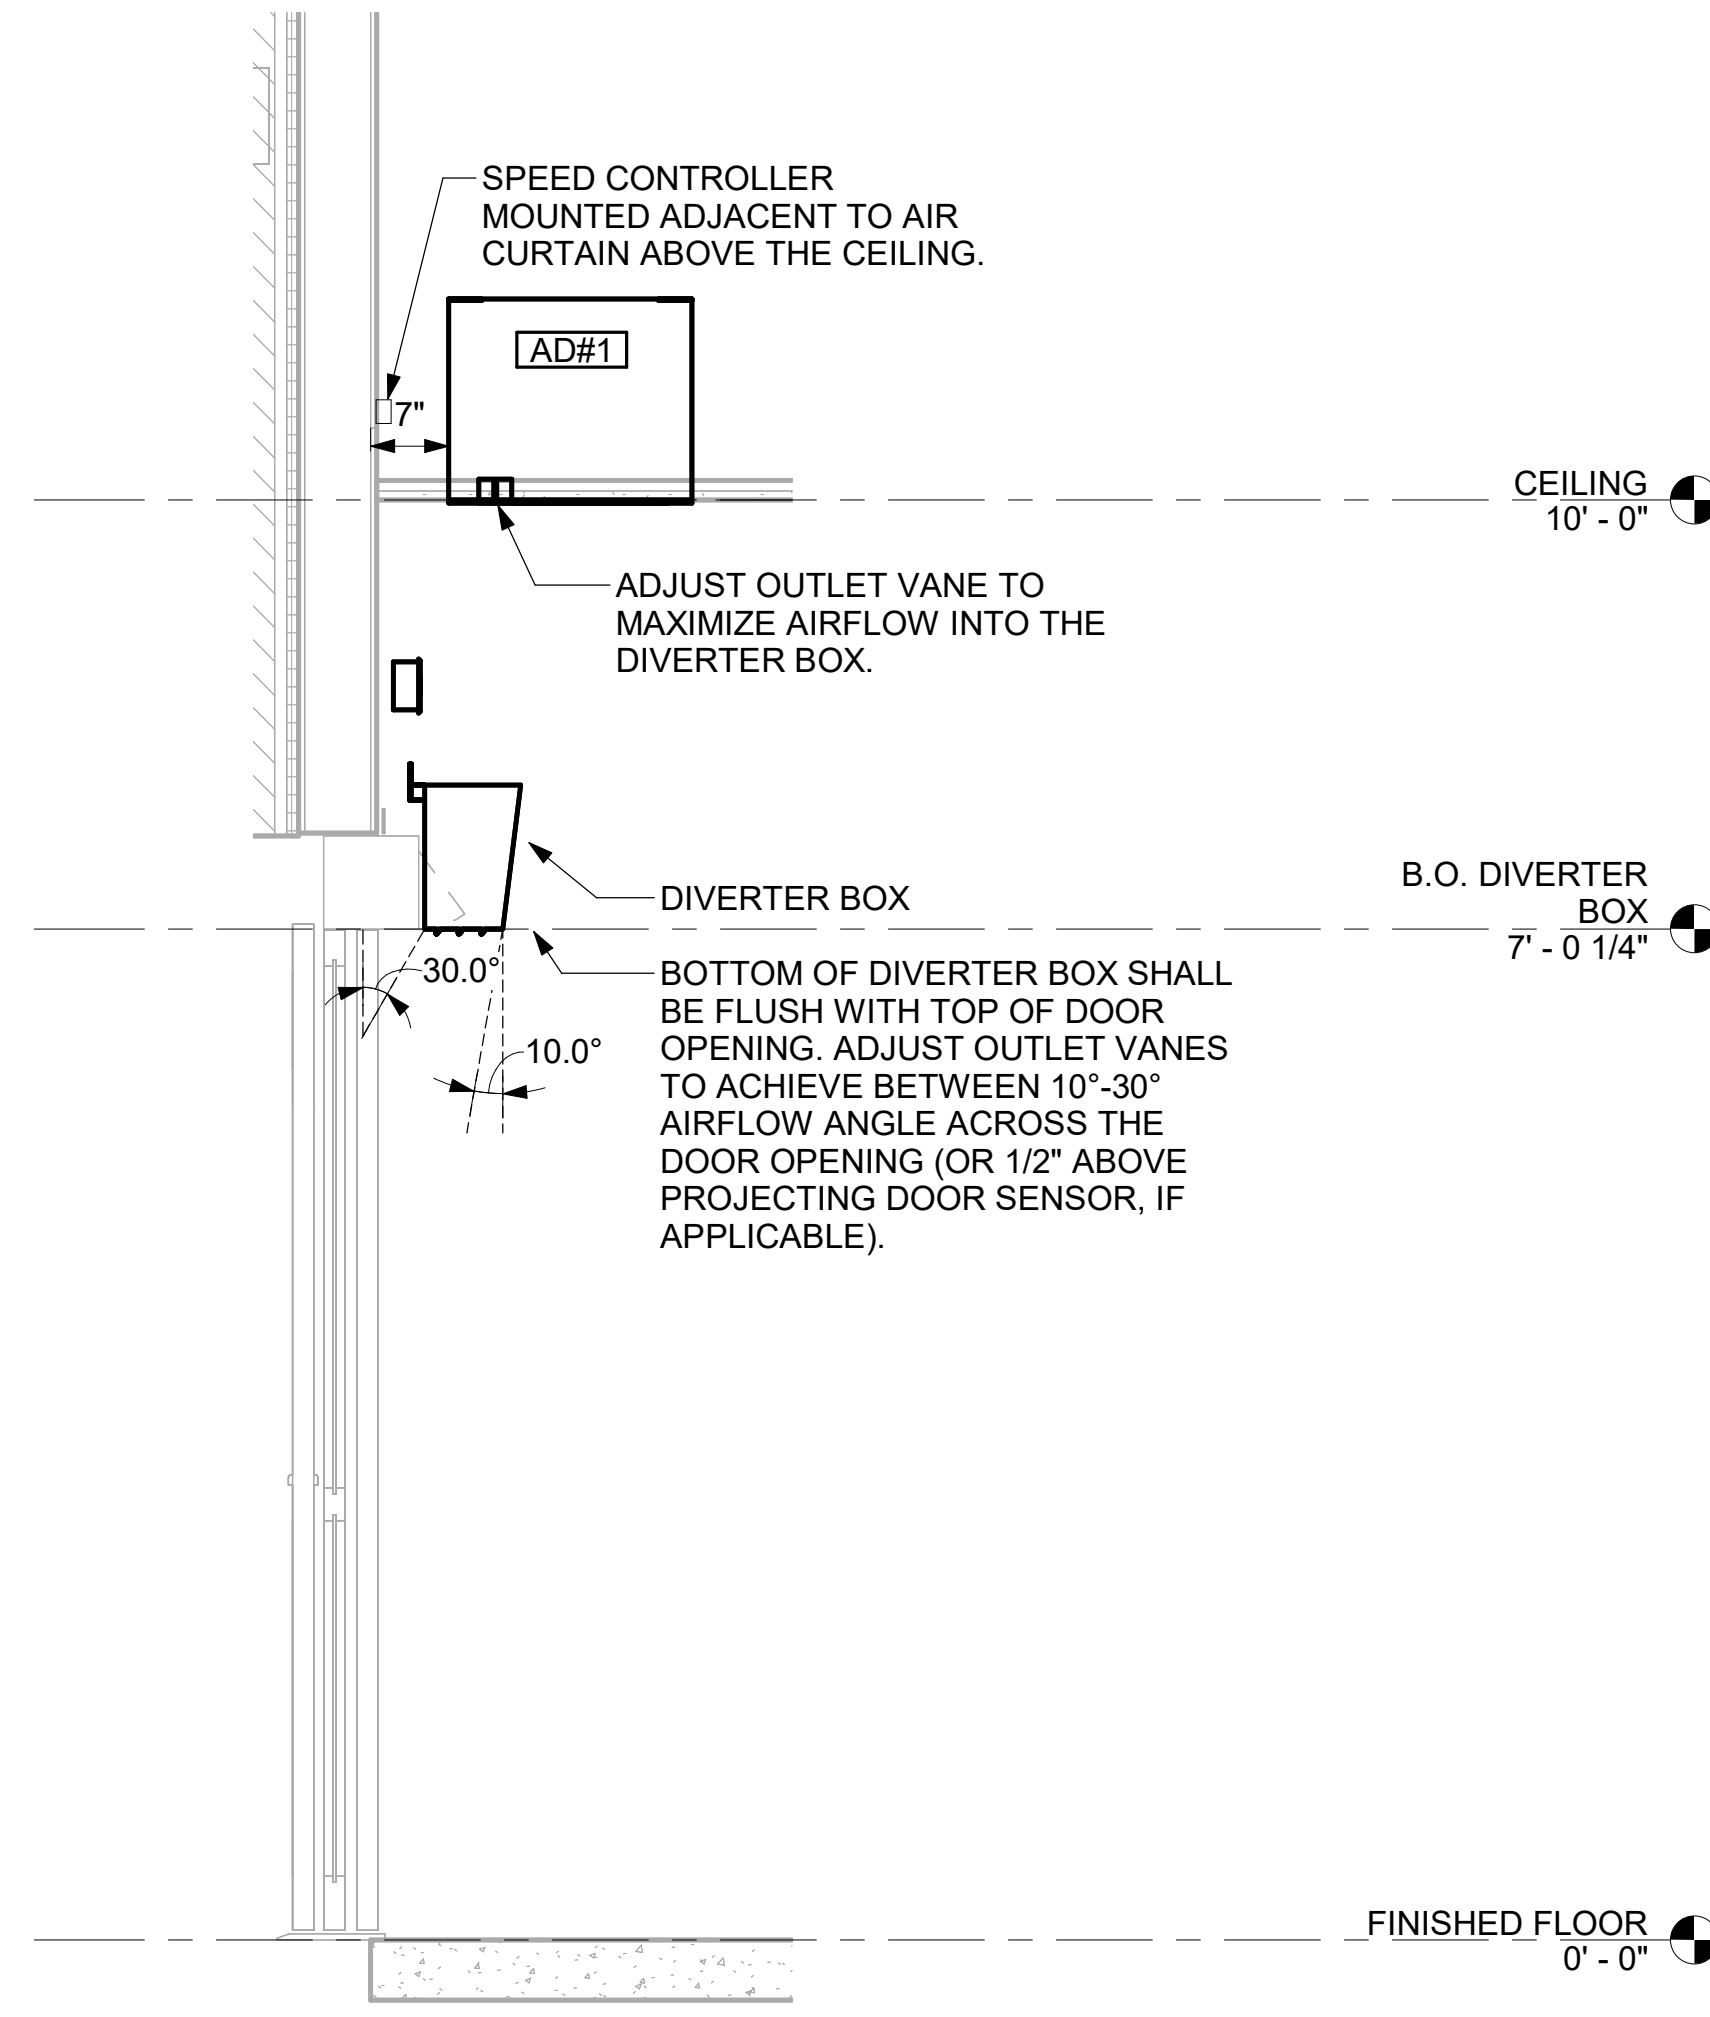 SPEED CONTROLLER
MOUNTED ADJACENT TO AIR
CURTAIN ABOVE THE CEILING.
AD#1
7"
CEILING
10' - 0"
ADJUST OUTLET VANE TO
MAXIMIZE AIRFLOW INTO THE
DIVERTER BOX.
DIVERTER BOX
B.O. DIVERTER
BOX
7' - 0 1/4"
30.0°
10.0°
BOTTOM OF DIVERTER BOX SHALL
BE FLUSH WITH TOP OF DOOR
OPENING. ADJUST OUTLET VANES
TO ACHIEVE BETWEEN 10°-30°
AIRFLOW ANGLE ACROSS THE
DOOR OPENING (OR 1/2" ABOVE
PROJECTING DOOR SENSOR, IF
APPLICABLE).
FINISHED FLOOR
0' - 0"